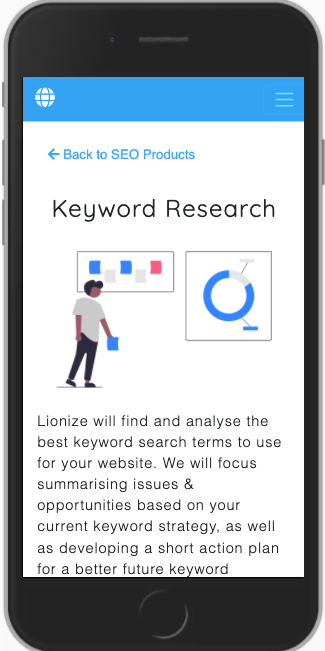 Back to SEO Products
Keyword Research
Lionize will find and analyse the
best keyword search terms to use
for your website. We will focus
summarising issues &
opportunities based on your
current keyword strategy, as well
as developing a short action plan
for a better future keyword